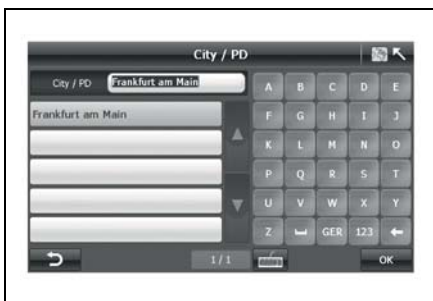 City / PD
City / PD Frankfurt am Main
Frankfurt am Main
A B C D E
F G H I J
K L M N O
P Q R S T
U V W X Y
Z GER 123
1/1 OK